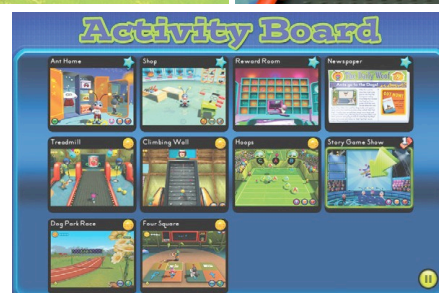 Activity Board
Ant Home
Shop
Reward Room
Newspaper
Treadmill
Climbing Wall
Hoops
Story Game Show
Dog Park Race
Four Square